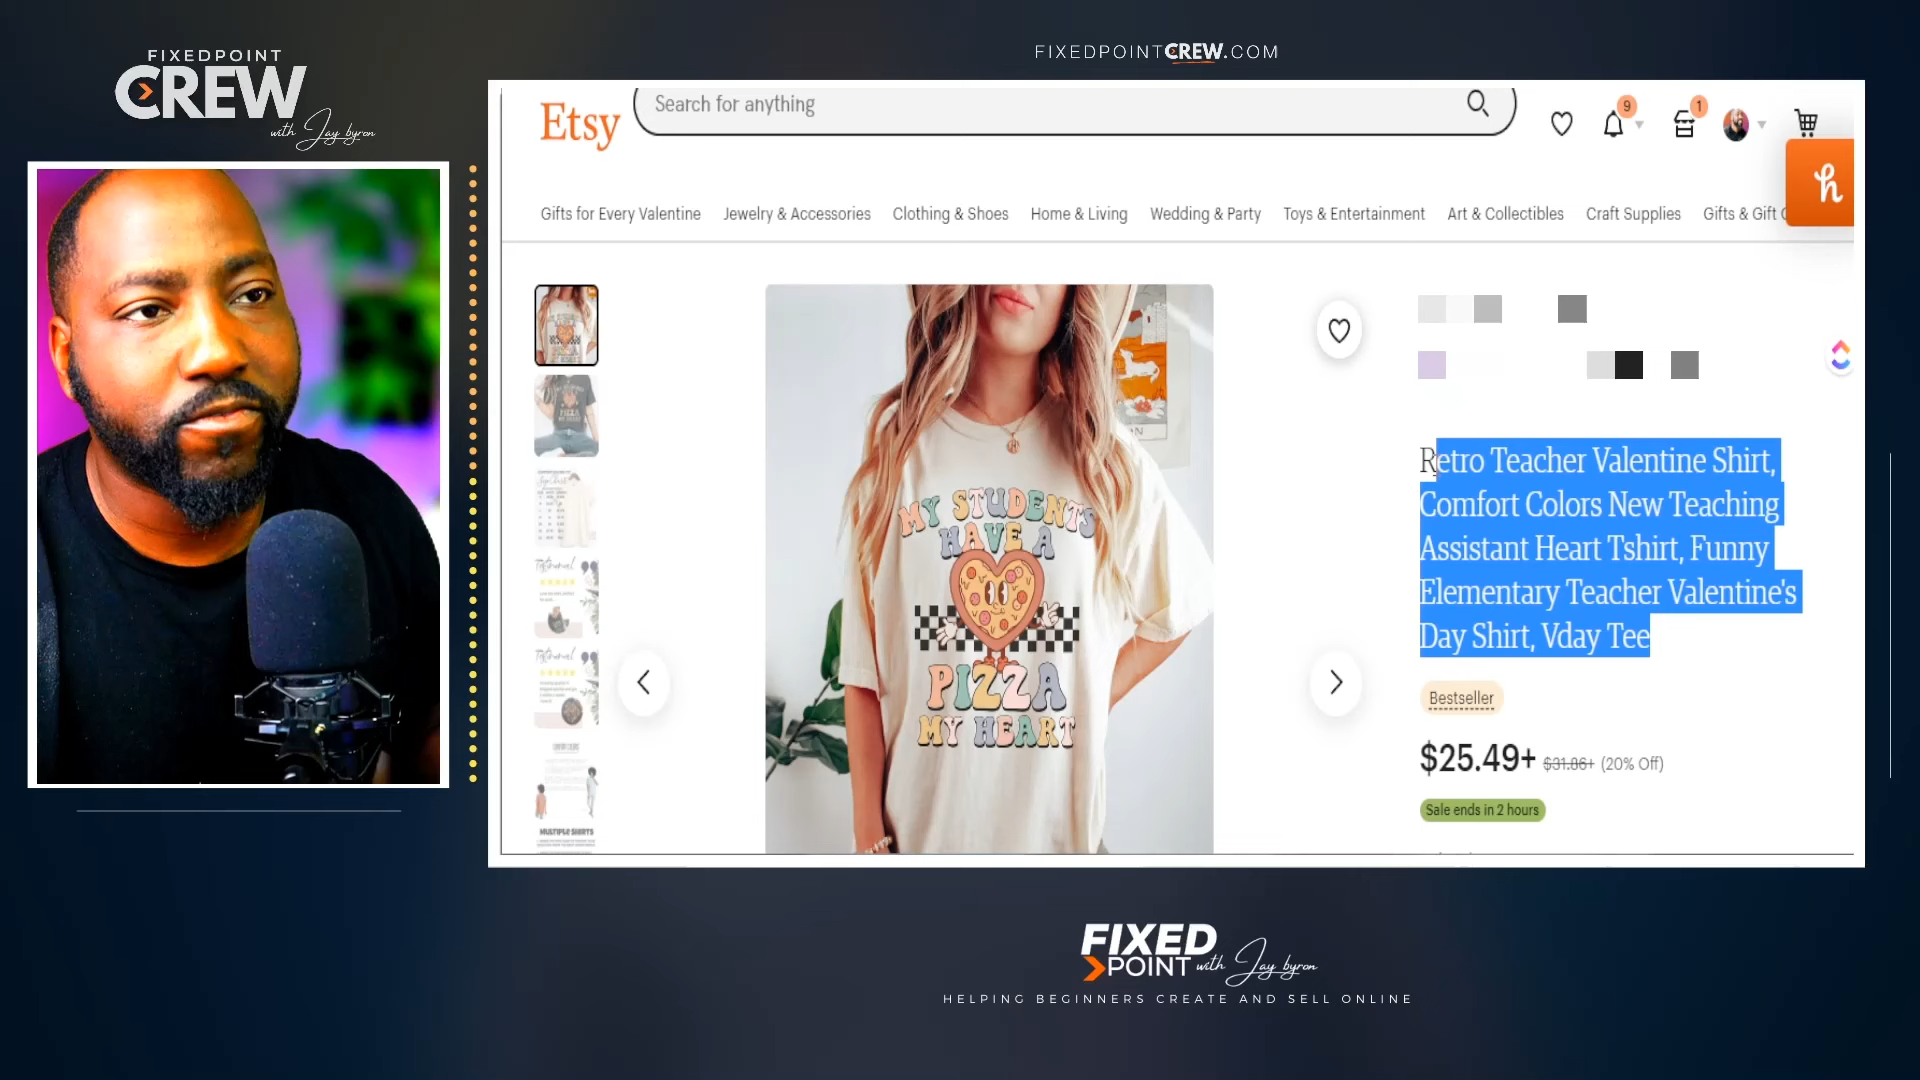 FIXEDPOINT
CREW
with Jay byron
FIXEDPOINTCREW.COM
Etsy
Search for anything
9
1
Gifts for Every Valentine
Jewelry & Accessories
Clothing & Shoes
Home & Living
Wedding & Party
Toys & Entertainment
Art & Collectibles
Craft Supplies
Gifts & Gift
h
MY STUDENTS
HAVE A
PIZZA
MY HEART
Testimonial
Testimonial
MULTIPLE SHIRTS
Retro Teacher Valentine Shirt,
Comfort Colors New Teaching
Assistant Heart Tshirt, Funny
Elementary Teacher Valentine's
Day Shirt, Vday Tee
Bestseller
$25.49+ $31.86+ (20% Off)
Sale ends in 2 hours
FIXED
POINT with Jay byron
HELPING BEGINNERS CREATE AND SELL ONLINE